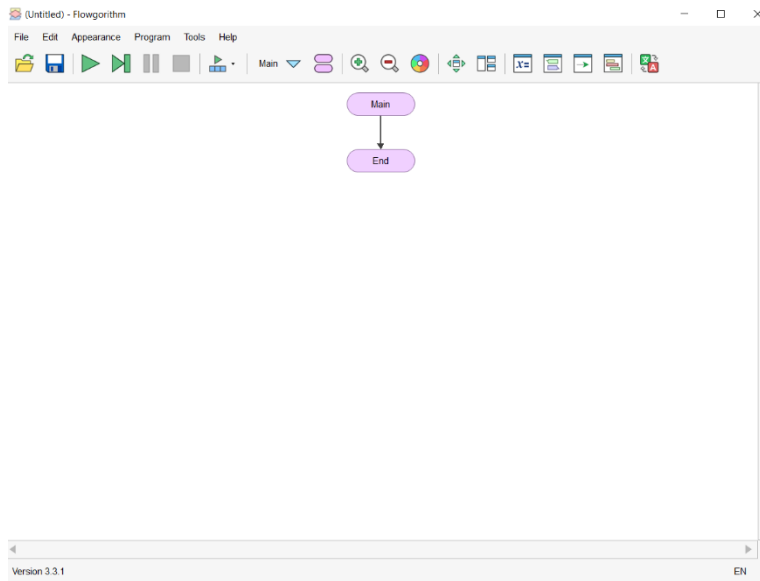 (Untitled) - Flowgorithm
File Edit Appearance Program Tools Help
Main
x=
Main
End
Version 3.3.1 EN